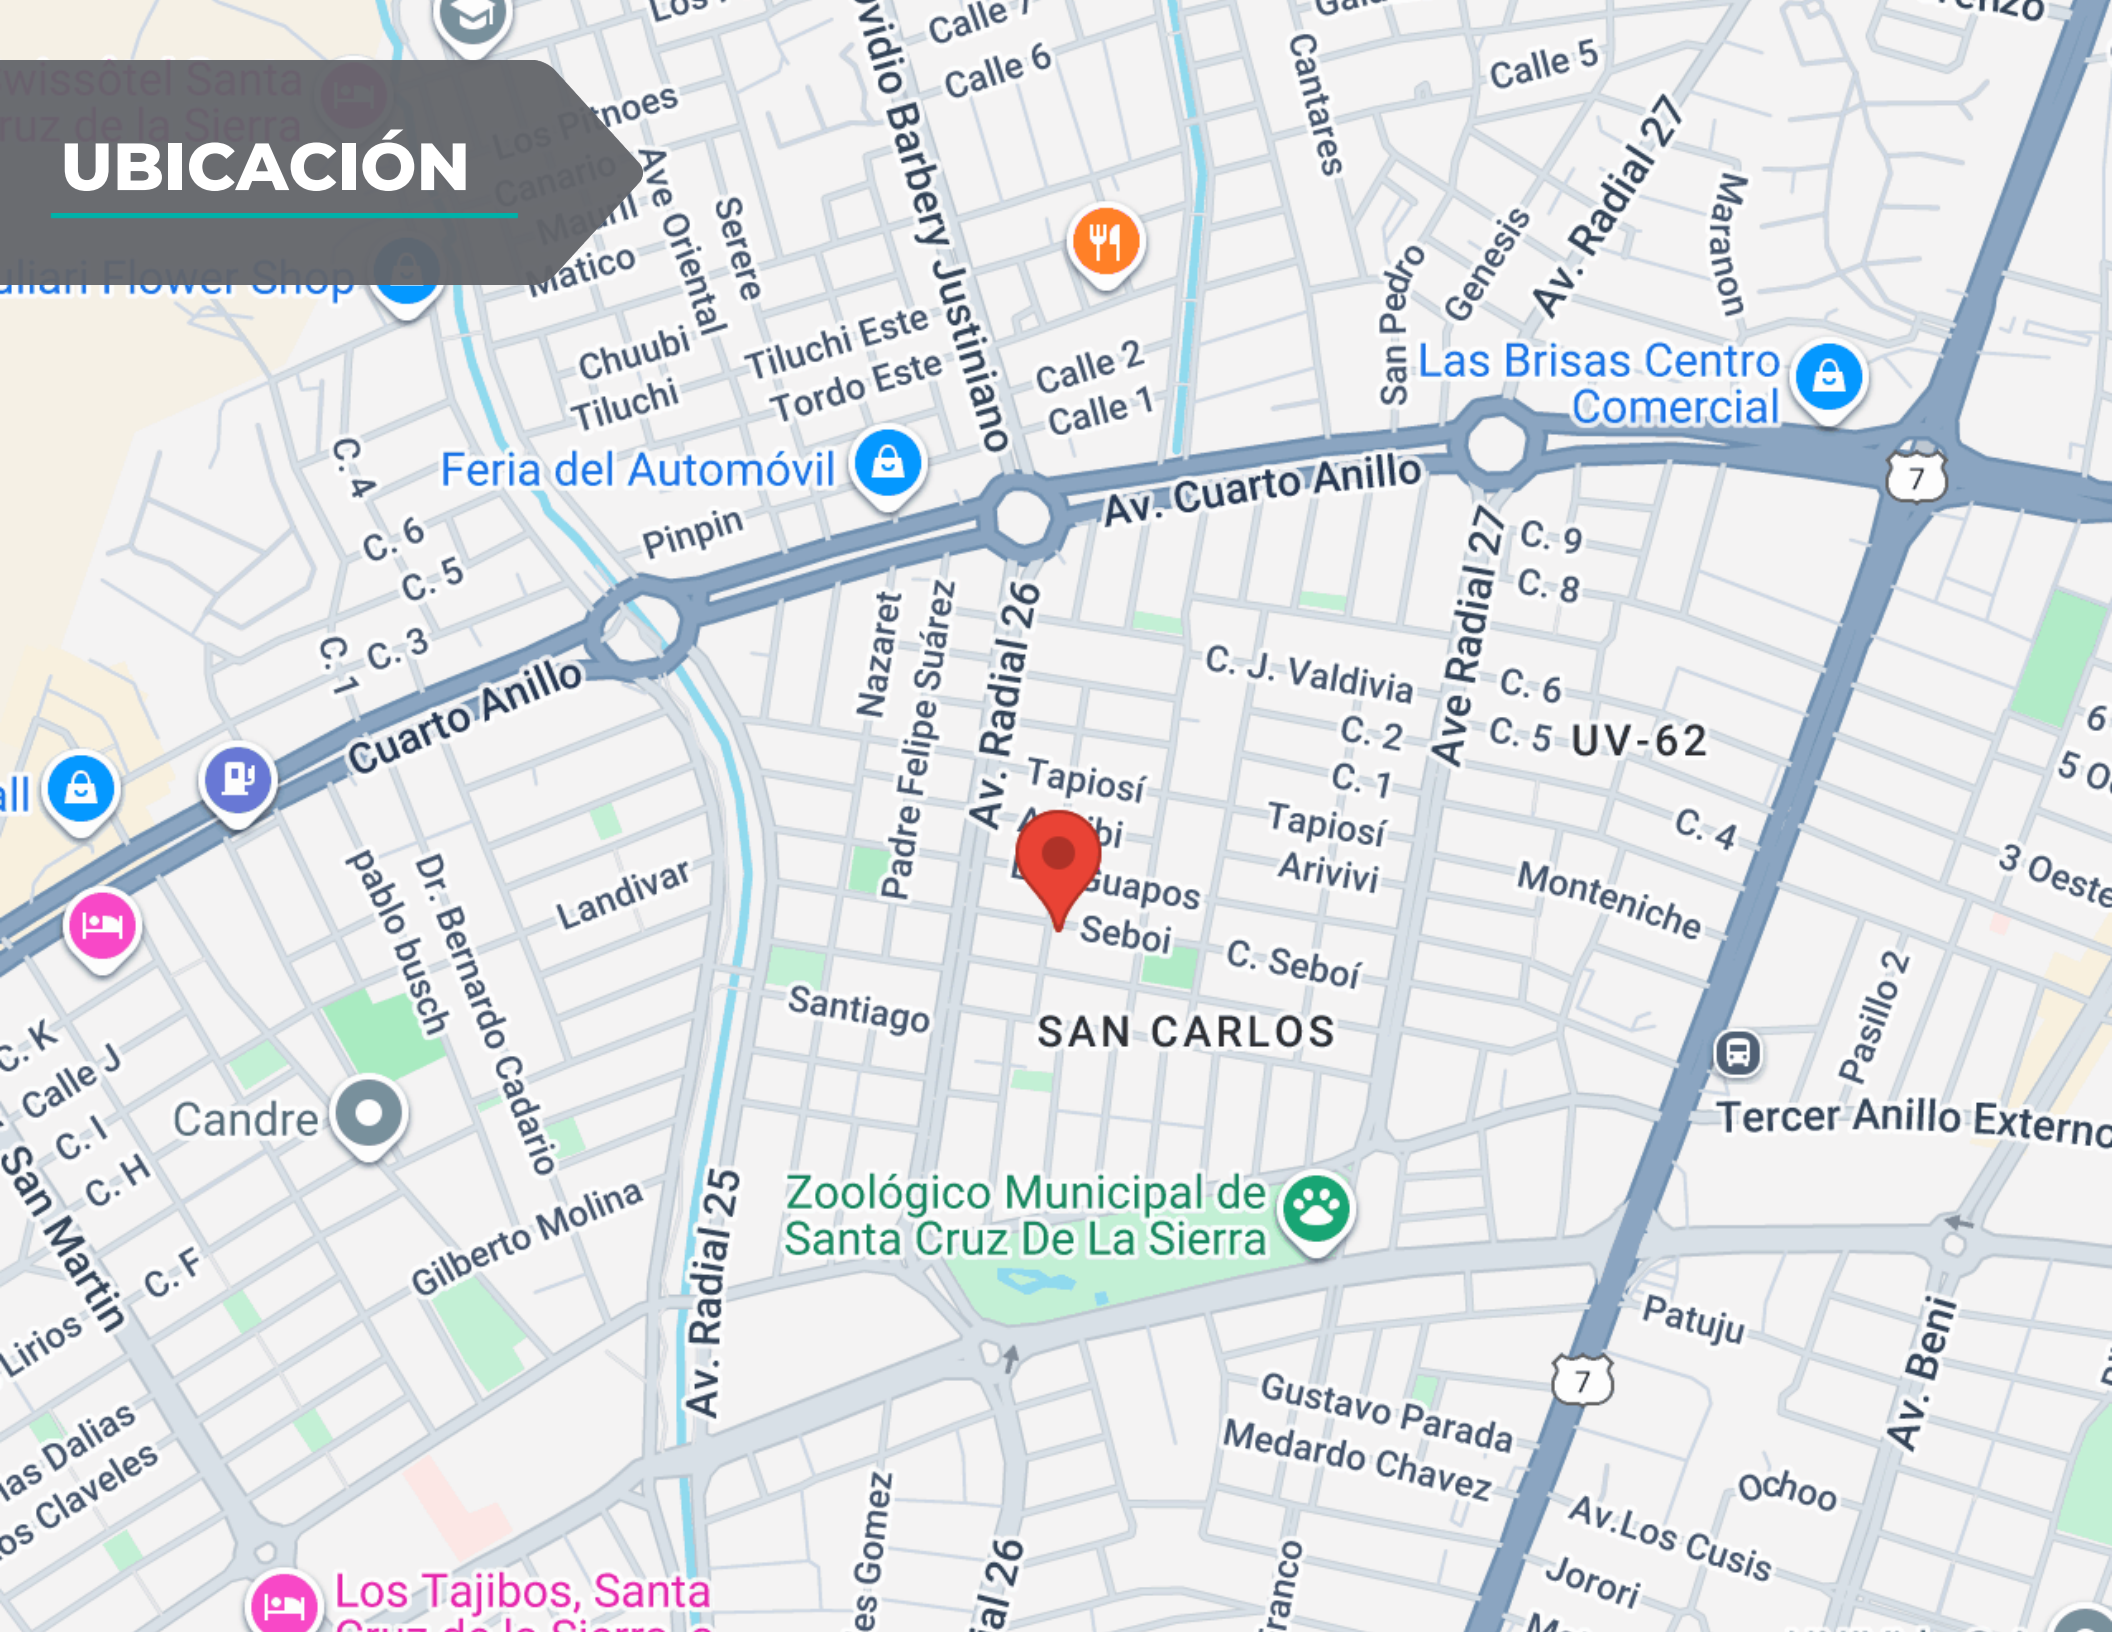 Calle 7
Calle 6
Cantares
Calle 5
UBICACIÓN
Los Pitnoes
Canario
Mauril
Matico
Ave Oriental
Serere
Ovidio Barbery Justiniano
Av. Radial 27
Maranon
Genesis
San Pedro
Chuubi
Tiluchi
Tiluchi Este
Tordo Este
Calle 2
Calle 1
Las Brisas Centro
Comercial
Feria del Automóvil
Pinpin
Av. Cuarto Anillo
7
C. 4
C. 6
C. 5
C. 3
C. 1
Cuarto Anillo
Nazaret
Padre Felipe Suárez
Av. Radial 26
Ave Radial 27
C. 9
C. 8
C. J. Valdivia
C. 6
C. 2
C. 5
UV-62
C. 1
Tapiosí
Tapiosí
Arivivi
C. 4
Monteniche
3 Oeste
Guapos
Seboi
C. Seboí
Landivar
pablo busch
Dr. Bernardo Cadario
Santiago
SAN CARLOS
Pasillo 2
C. K
Calle J
C. I
C. H
C. F
San Martin
Candre
Tercer Anillo Externo
Zoológico Municipal de
Santa Cruz De La Sierra
Gilberto Molina
Av. Radial 25
Lirios
Patuju
7
Av. Beni
Gustavo Parada
Medardo Chavez
Ochoo
Av.Los Cusis
Jorori
Los Tajibos, Santa